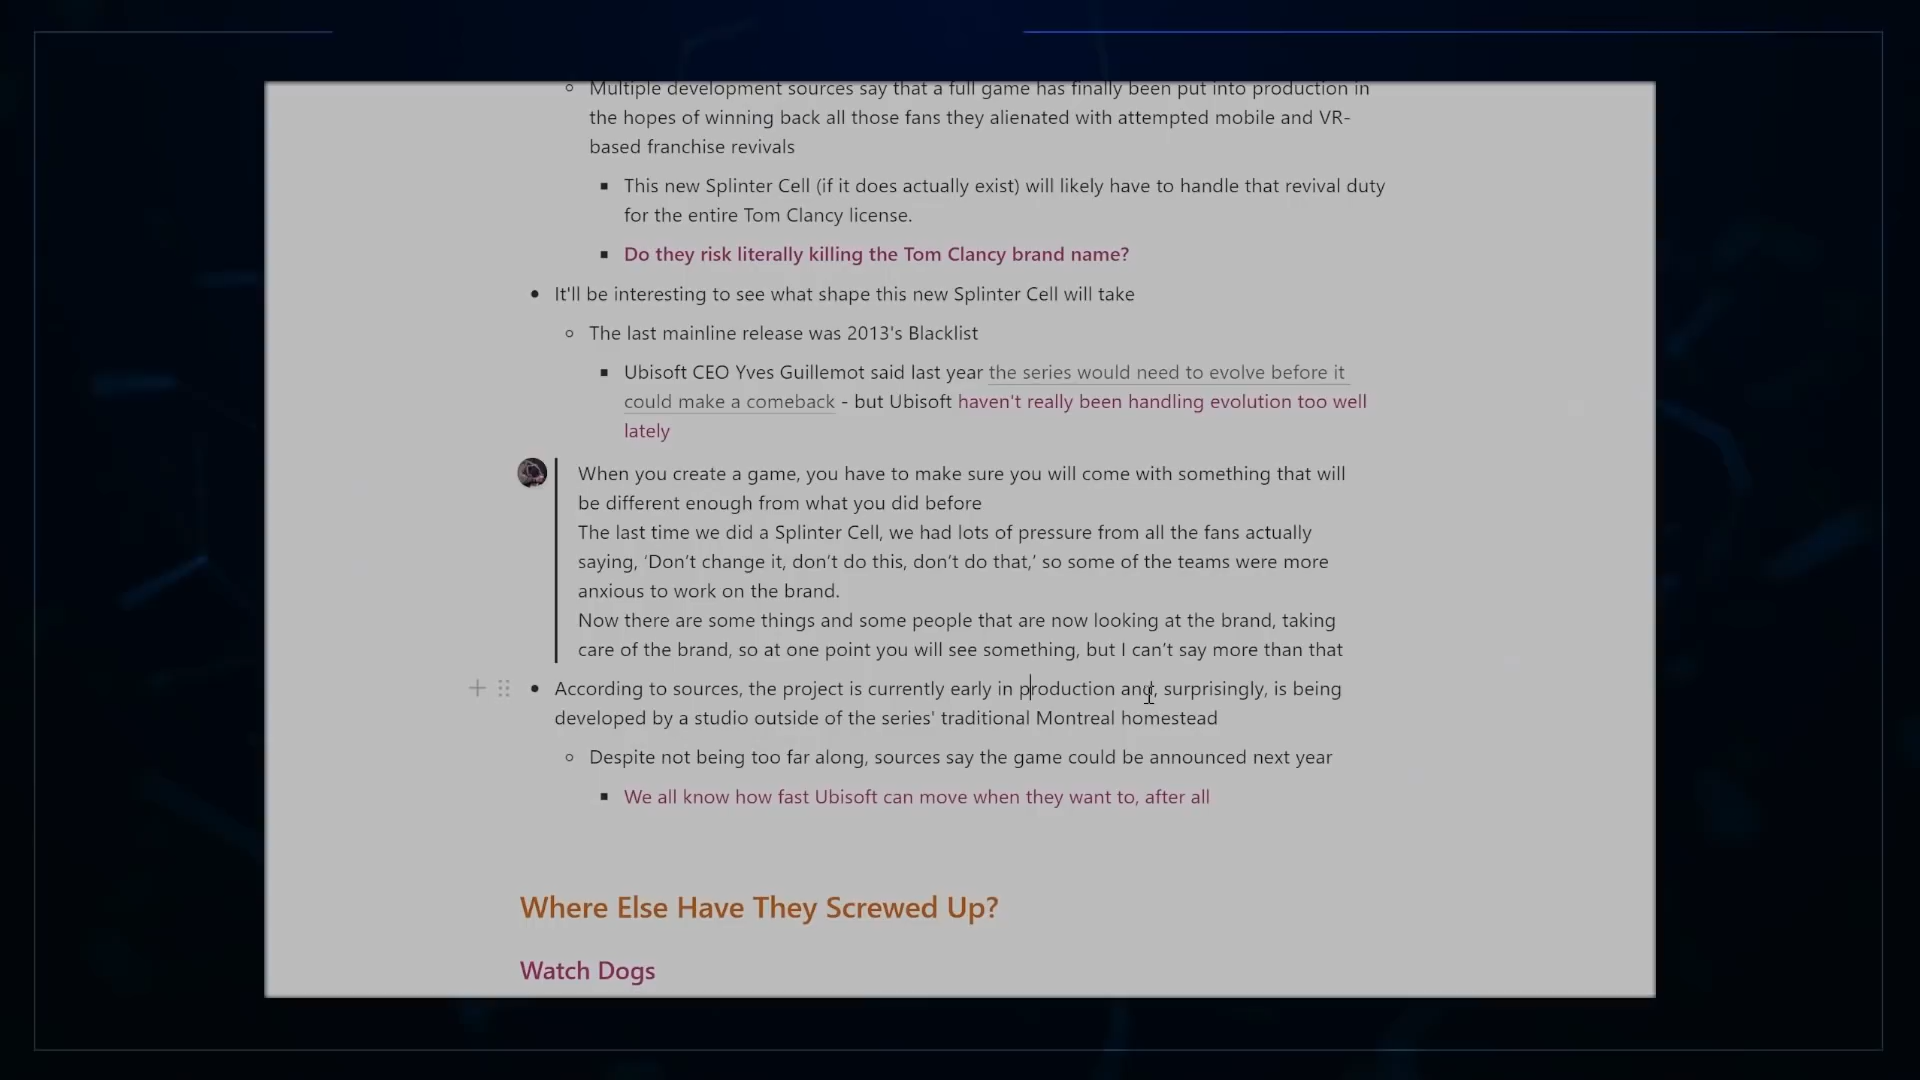 Multiple development sources say that a full game has finally been put into production in
the hopes of winning back all those fans they alienated with attempted mobile and VR-
based franchise revivals
This new Splinter Cell (if it does actually exist) will likely have to handle that revival duty
for the entire Tom Clancy license.
Do they risk literally killing the Tom Clancy brand name?
It'll be interesting to see what shape this new Splinter Cell will take
The last mainline release was 2013's Blacklist
Ubisoft CEO Yves Guillemot said last year the series would need to evolve before it
could make a comeback - but Ubisoft haven't really been handling evolution too well
lately
When you create a game, you have to make sure you will come with something that will
be different enough from what you did before
The last time we did a Splinter Cell, we had lots of pressure from all the fans actually
saying, ‘Don’t change it, don’t do this, don’t do that,’ so some of the teams were more
anxious to work on the brand.
Now there are some things and some people that are now looking at the brand, taking
care of the brand, so at one point you will see something, but I can’t say more than that
According to sources, the project is currently early in production and, surprisingly, is being
developed by a studio outside of the series' traditional Montreal homestead
Despite not being too far along, sources say the game could be announced next year
We all know how fast Ubisoft can move when they want to, after all
Where Else Have They Screwed Up?
Watch Dogs